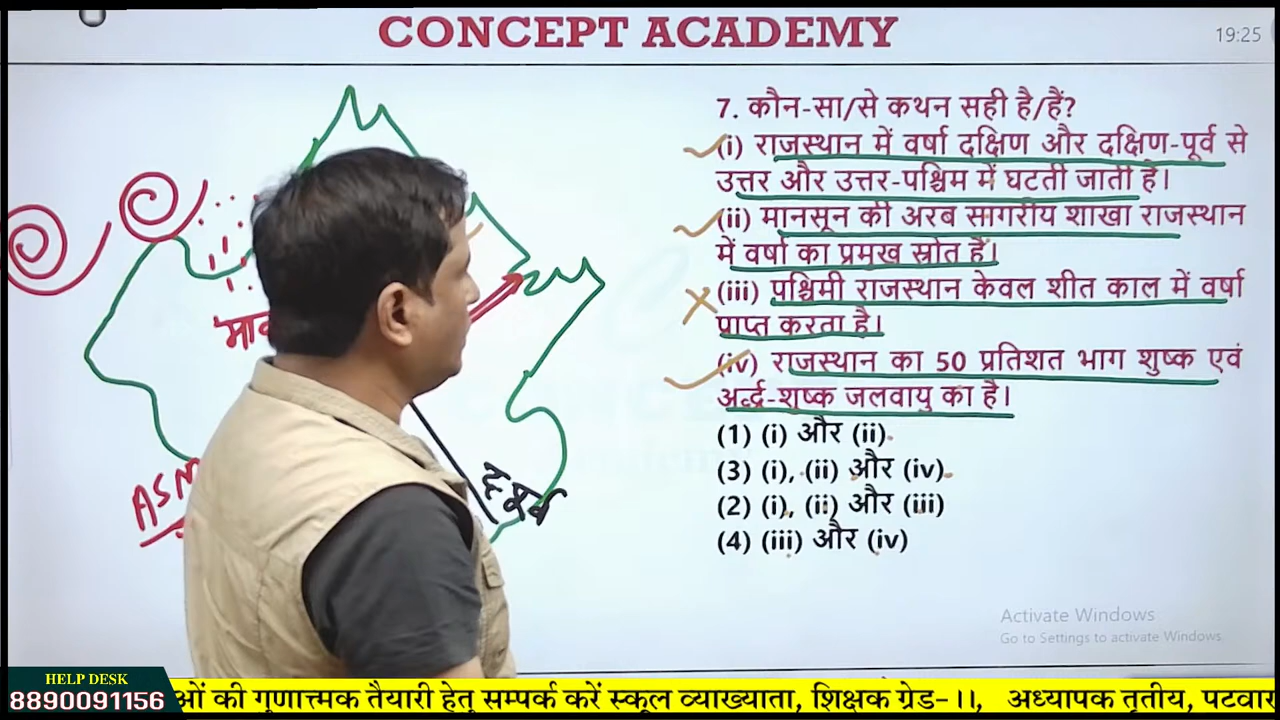 CONCEPT ACADEMY
19:25
7. कौन-सा/से कथन सही है/हैं?
(i) राजस्थान में वर्षा दक्षिण और दक्षिण-पूर्व से
उत्तर और उत्तर-पश्चिम में घटती जाती है।
(ii) मानसून की अरब सागरीय शाखा राजस्थान
में वर्षा का प्रमुख स्रोत है।
(iii) पश्चिमी राजस्थान केवल शीत काल में वर्षा
प्राप्त करता है।
(iv) राजस्थान का 50 प्रतिशत भाग शुष्क एवं
अर्द्ध-शुष्क जलवायु का है।
(1) (i) और (ii)
(3) (i), (ii) और (iv)
(2) (i), (ii) और (iii)
(4) (iii) और (iv)
ASM
द पूर्व
Activate Windows
Go to Settings to activate Windows
HELP DESK
8890091156
ओं की गुणात्मक तैयारी हेतु सम्पर्क करें स्कूल व्याख्याता, शिक्षक ग्रेड-।।, अध्यापक तृतीय, पटवार